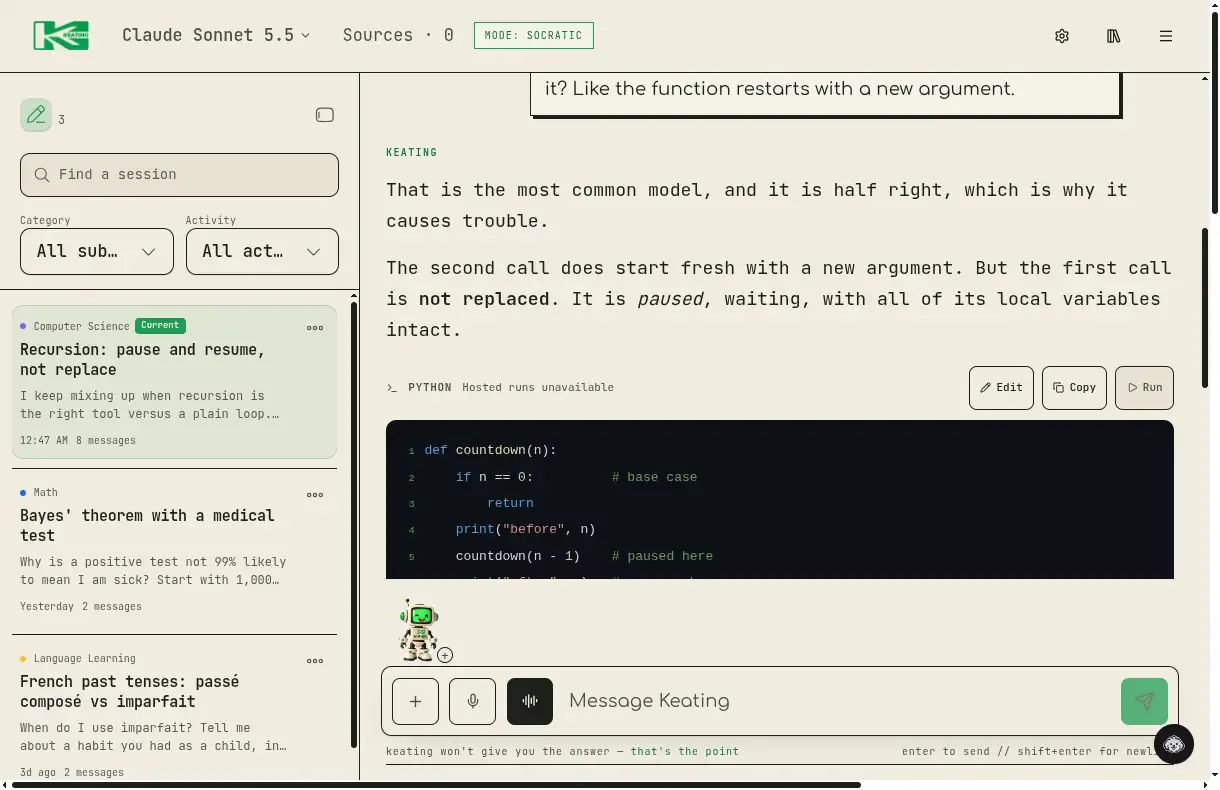 KEATING
Claude Sonnet 5.5
Sources · 0
MODE: SOCRATIC
3
Find a session
Category
Activity
All sub…
All act…
Computer Science Current
Recursion: pause and resume,
not replace
I keep mixing up when recursion is
the right tool versus a plain loop.…
12:47 AM 8 messages
Math
Bayes' theorem with a medical
test
Why is a positive test not 99% likely
to mean I am sick? Start with 1,000…
Yesterday 2 messages
Language Learning
French past tenses: passé
composé vs imparfait
When do I use imparfait? Tell me
about a habit you had as a child, in…
3d ago 2 messages
it? Like the function restarts with a new argument.
KEATING
That is the most common model, and it is half right, which is why it
causes trouble.
The second call does start fresh with a new argument. But the first call
is not replaced. It is paused, waiting, with all of its local variables
intact.
PYTHON Hosted runs unavailable
Edit
Copy
Run
1 def countdown(n):
2 if n == 0: # base case
3 return
4 print("before", n)
5 countdown(n - 1) # paused here
Message Keating
keating won't give you the answer — that's the point
enter to send // shift+enter for newl